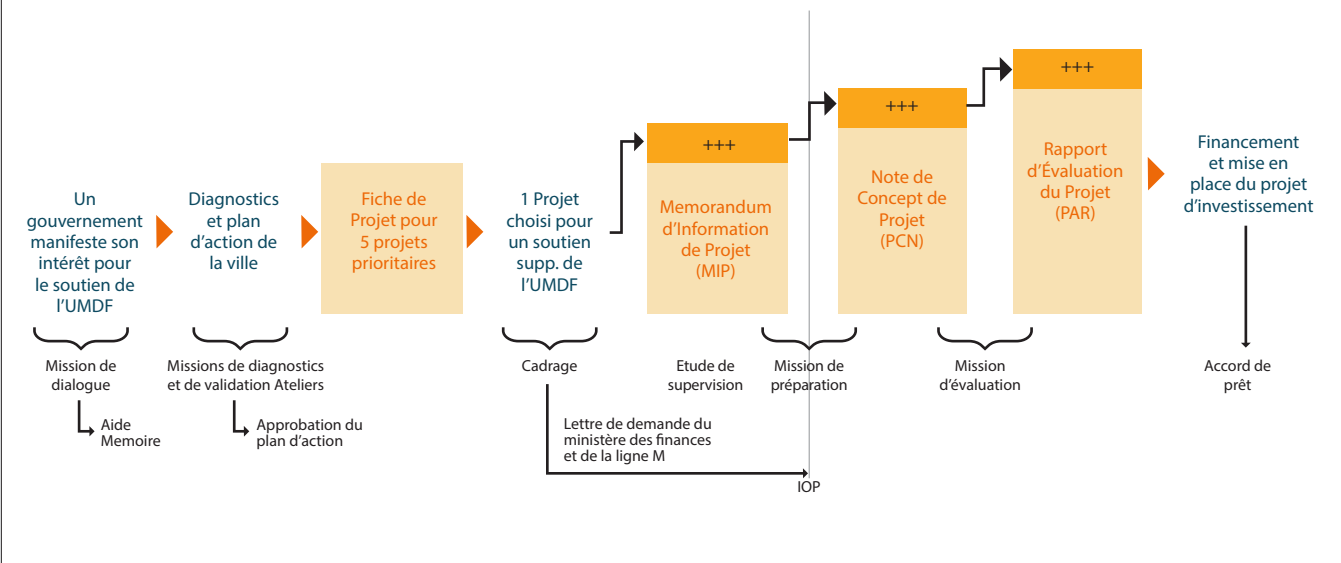 Un
gouvernement
manifeste son
intérêt pour
le soutien de
l'UMDF
Diagnostics
et plan
d'action de
la ville
Fiche de
Projet pour
5 projets
prioritaires
1 Projet
choisi pour
un soutien
supp. de
l'UMDF
+++
Memorandum
d'Information
de Projet
(MIP)
+++
Note de
Concept de
Projet
(PCN)
+++
Rapport
d'Évaluation
du Projet
(PAR)
Financement
et mise en
place du projet
d'investissement
Mission de
dialogue
Aide
Memoire
Missions de diagnostics
et de validation Ateliers
Approbation du
plan d'action
Cadrage
Lettre de demande du
ministère des finances
et de la ligne M
IOP
Etude de
supervision
Mission de
préparation
Mission
d'évaluation
Accord de
prêt